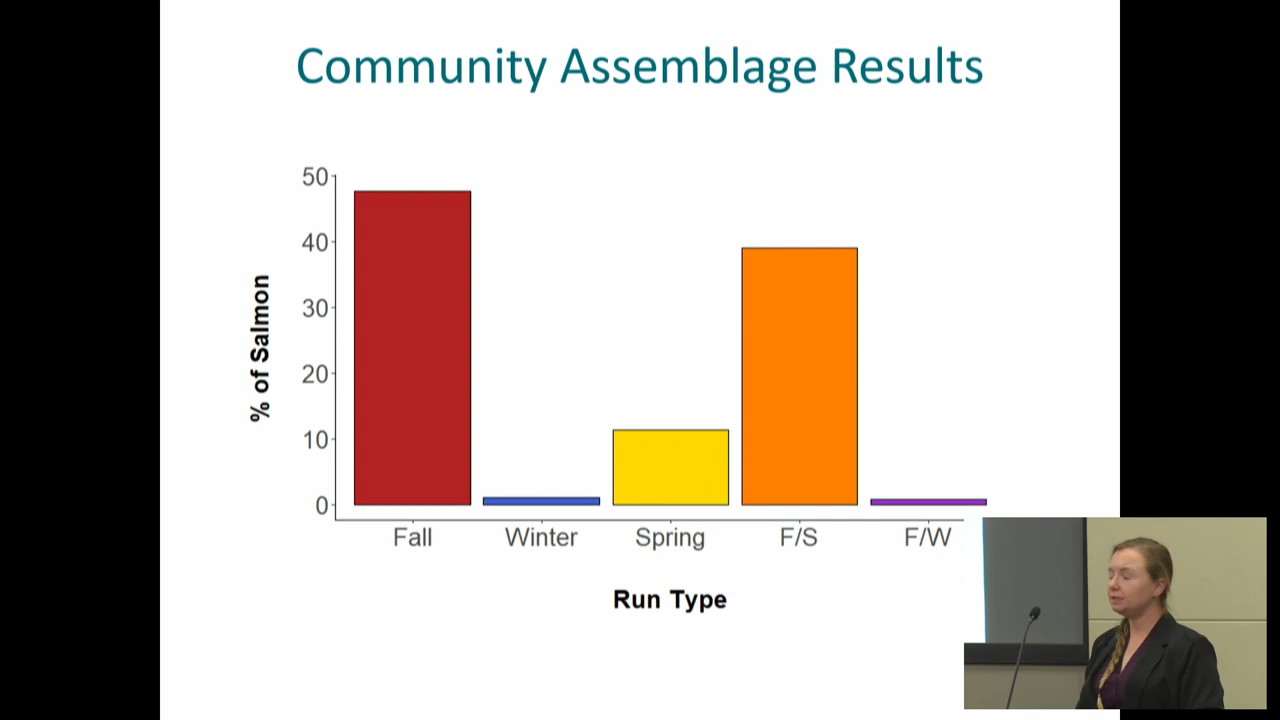 Community Assemblage Results
50
40
30
20
10
0
% of Salmon
Fall Winter Spring F/S F/W
Run Type